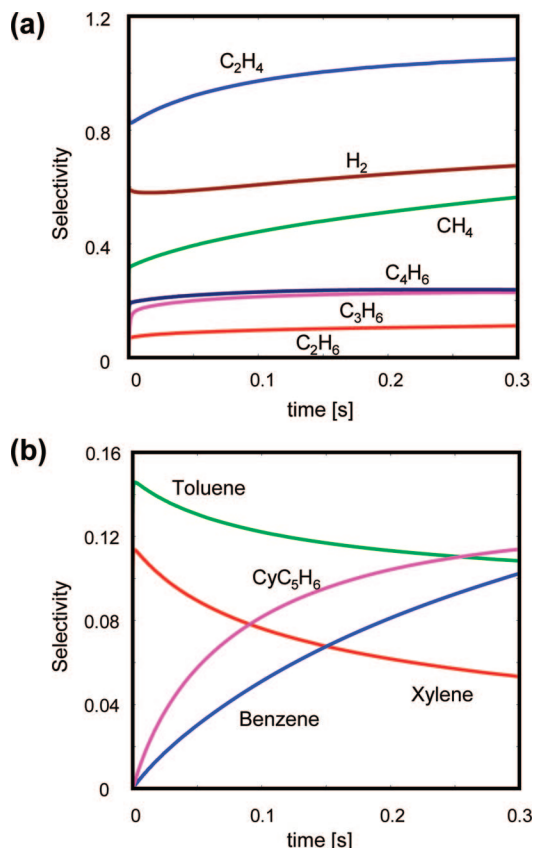 (a)
1.2
0.8
0.4
0
Selectivity
C₂H₄
H₂
CH₄
C₄H₆
C₃H₆
C₂H₆
0 0.1 0.2 0.3
time [s]
(b)
0.16
0.12
0.08
0.04
0
Selectivity
Toluene
CyC₅H₆
Benzene
Xylene
0 0.1 0.2 0.3
time [s]